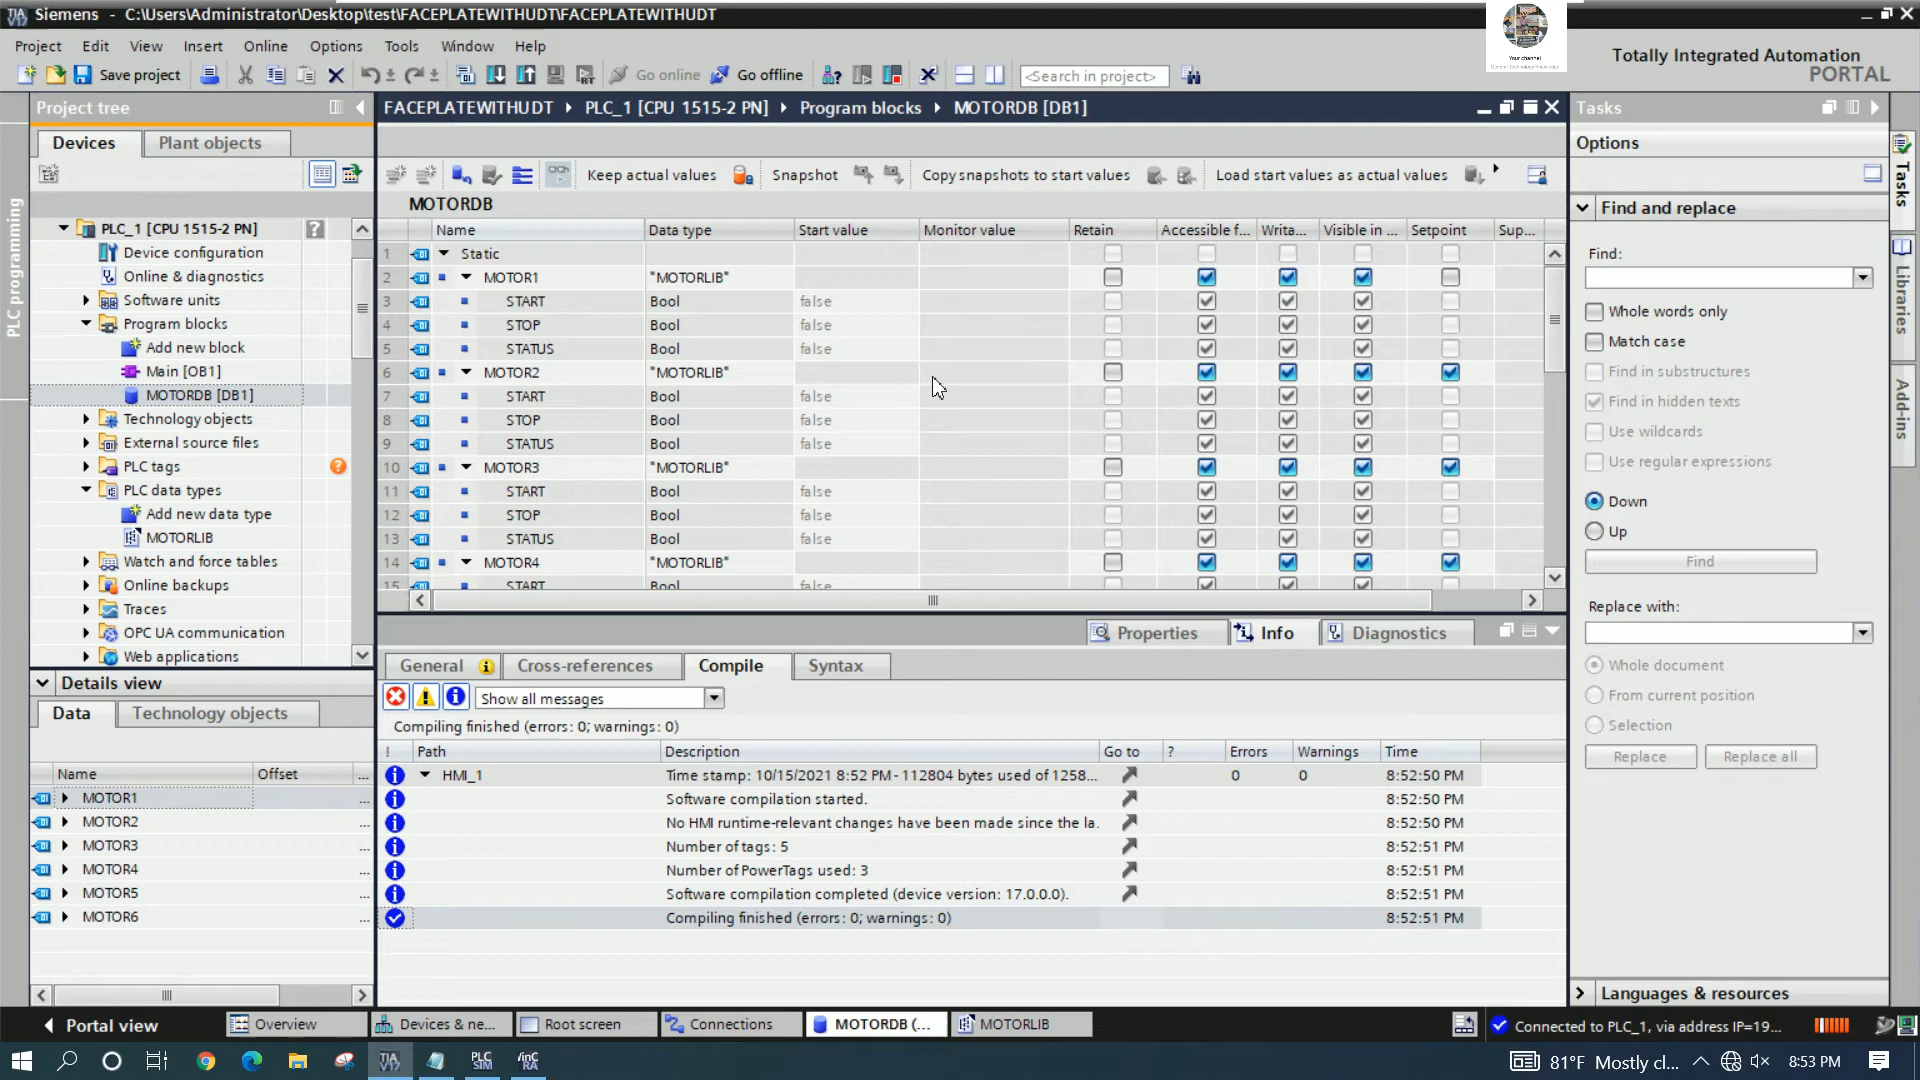 Siemens - C:\Users\Administrator\Desktop\test\FACEPLATEWITHUDT\FACEPLATEWITHUDT
Project Edit View Insert Online Options Tools Window Help
Your channel
Totally Integrated Automation
PORTAL
Save project
Go online
Go offline
<Search in project>
Project tree
FACEPLATEWITHUDT PLC_1 [CPU 1515-2 PN] Program blocks MOTORDB [DB1]
Tasks
Devices
Plant objects
Options
Keep actual values
Snapshot
Copy snapshots to start values
Load start values as actual values
PLC programming
PLC_1 [CPU 1515-2 PN]
Device configuration
Online & diagnostics
Software units
Program blocks
Add new block
Main [OB1]
MOTORDB [DB1]
Technology objects
External source files
PLC tags
PLC data types
Add new data type
MOTORLIB
Watch and force tables
Online backups
Traces
OPC UA communication
Web applications
MOTORDB
Name Data type Start value Monitor value Retain Accessible f... Writa... Visible in ... Setpoint Sup...
1 Static
2 MOTOR1 "MOTORLIB"
3 START Bool false
4 STOP Bool false
5 STATUS Bool false
6 MOTOR2 "MOTORLIB"
7 START Bool false
8 STOP Bool false
9 STATUS Bool false
10 MOTOR3 "MOTORLIB"
11 START Bool false
12 STOP Bool false
13 STATUS Bool false
14 MOTOR4 "MOTORLIB"
15 START Bool false
Find and replace
Find:
Whole words only
Match case
Find in substructures
Find in hidden texts
Use wildcards
Use regular expressions
Down
Up
Find
Replace with:
Whole document
From current position
Selection
Replace
Replace all
Languages & resources
Tasks
Libraries
Add-ins
Details view
Data
Technology objects
Name Offset ...
MOTOR1 ...
MOTOR2 ...
MOTOR3 ...
MOTOR4 ...
MOTOR5 ...
MOTOR6 ...
Properties
Info
Diagnostics
General
Cross-references
Compile
Syntax
Show all messages
Compiling finished (errors: 0; warnings: 0)
! Path Description Go to ? Errors Warnings Time
HMI_1 Time stamp: 10/15/2021 8:52 PM - 112804 bytes used of 1258... 0 0 8:52:50 PM
Software compilation started. 8:52:50 PM
No HMI runtime-relevant changes have been made since the la. 8:52:50 PM
Number of tags: 5 8:52:51 PM
Number of PowerTags used: 3 8:52:51 PM
Software compilation completed (device version: 17.0.0.0). 8:52:51 PM
Compiling finished (errors: 0; warnings: 0) 8:52:51 PM
Portal view
Overview
Devices & ne...
Root screen
Connections
MOTORDB (...
MOTORLIB
Connected to PLC_1, via address IP=19...
81°F Mostly cl...
8:53 PM